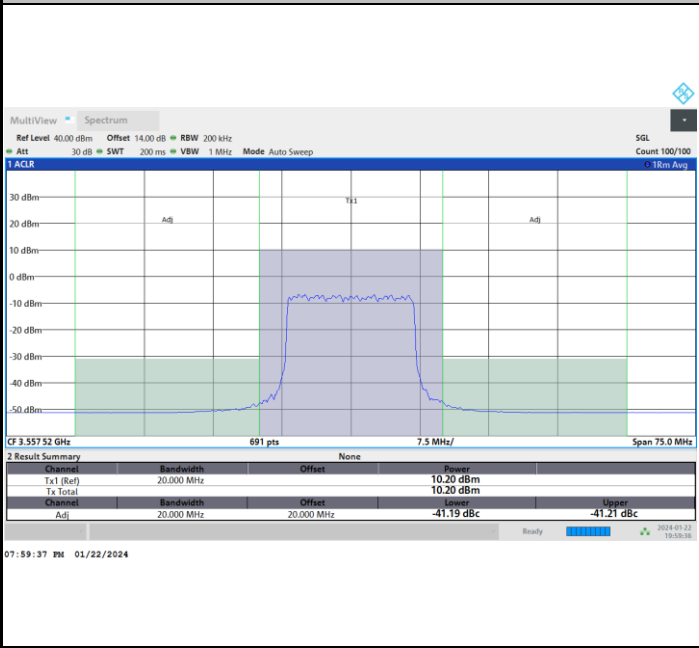 MultiView Spectrum
Ref Level 40.00 dBm Offset 14.00 dB RBW 200 kHz SGL
Att 30 dB SWT 200 ms VBW 1 MHz Mode Auto Sweep Count 100/100
1 ACLR 1Rm Avg
30 dBm
Tx1
Adj Adj
20 dBm
10 dBm
0 dBm
-10 dBm
-20 dBm
-30 dBm
-40 dBm
-50 dBm
CF 3.557 52 GHz 691 pts 7.5 MHz/ Span 75.0 MHz
2 Result Summary None
Channel Bandwidth Offset Power
Tx1 (Ref) 20.000 MHz 10.20 dBm
Tx Total 10.20 dBm
Channel Bandwidth Offset Lower Upper
Adj 20.000 MHz 20.000 MHz -41.19 dBc -41.21 dBc
Ready 2024-01-22
19:59:38
07:59:37 PM 01/22/2024